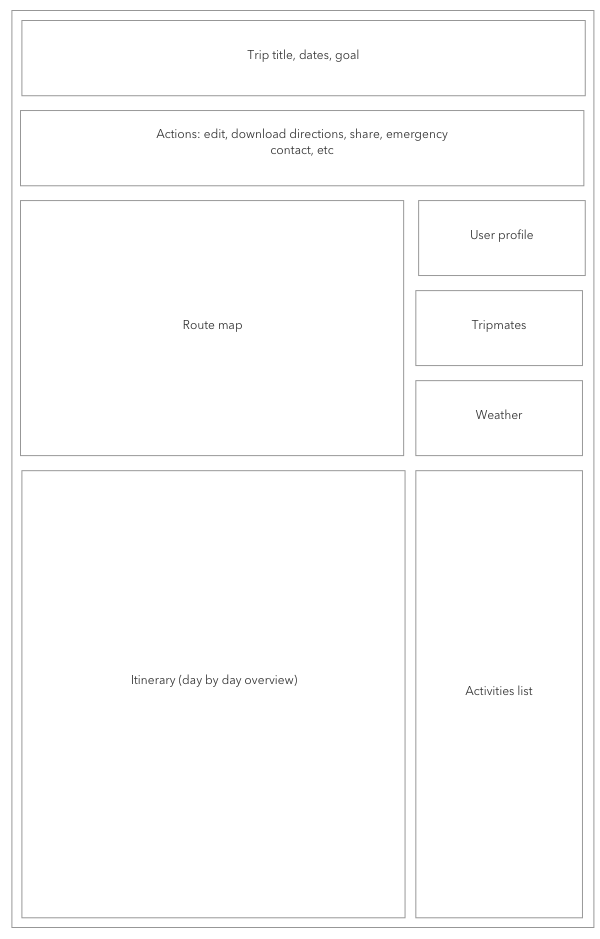 Trip title, dates, goal
Actions: edit, download directions, share, emergency
contact, etc
User profile
Route map
Tripmates
Weather
Itinerary (day by day overview)
Activities list